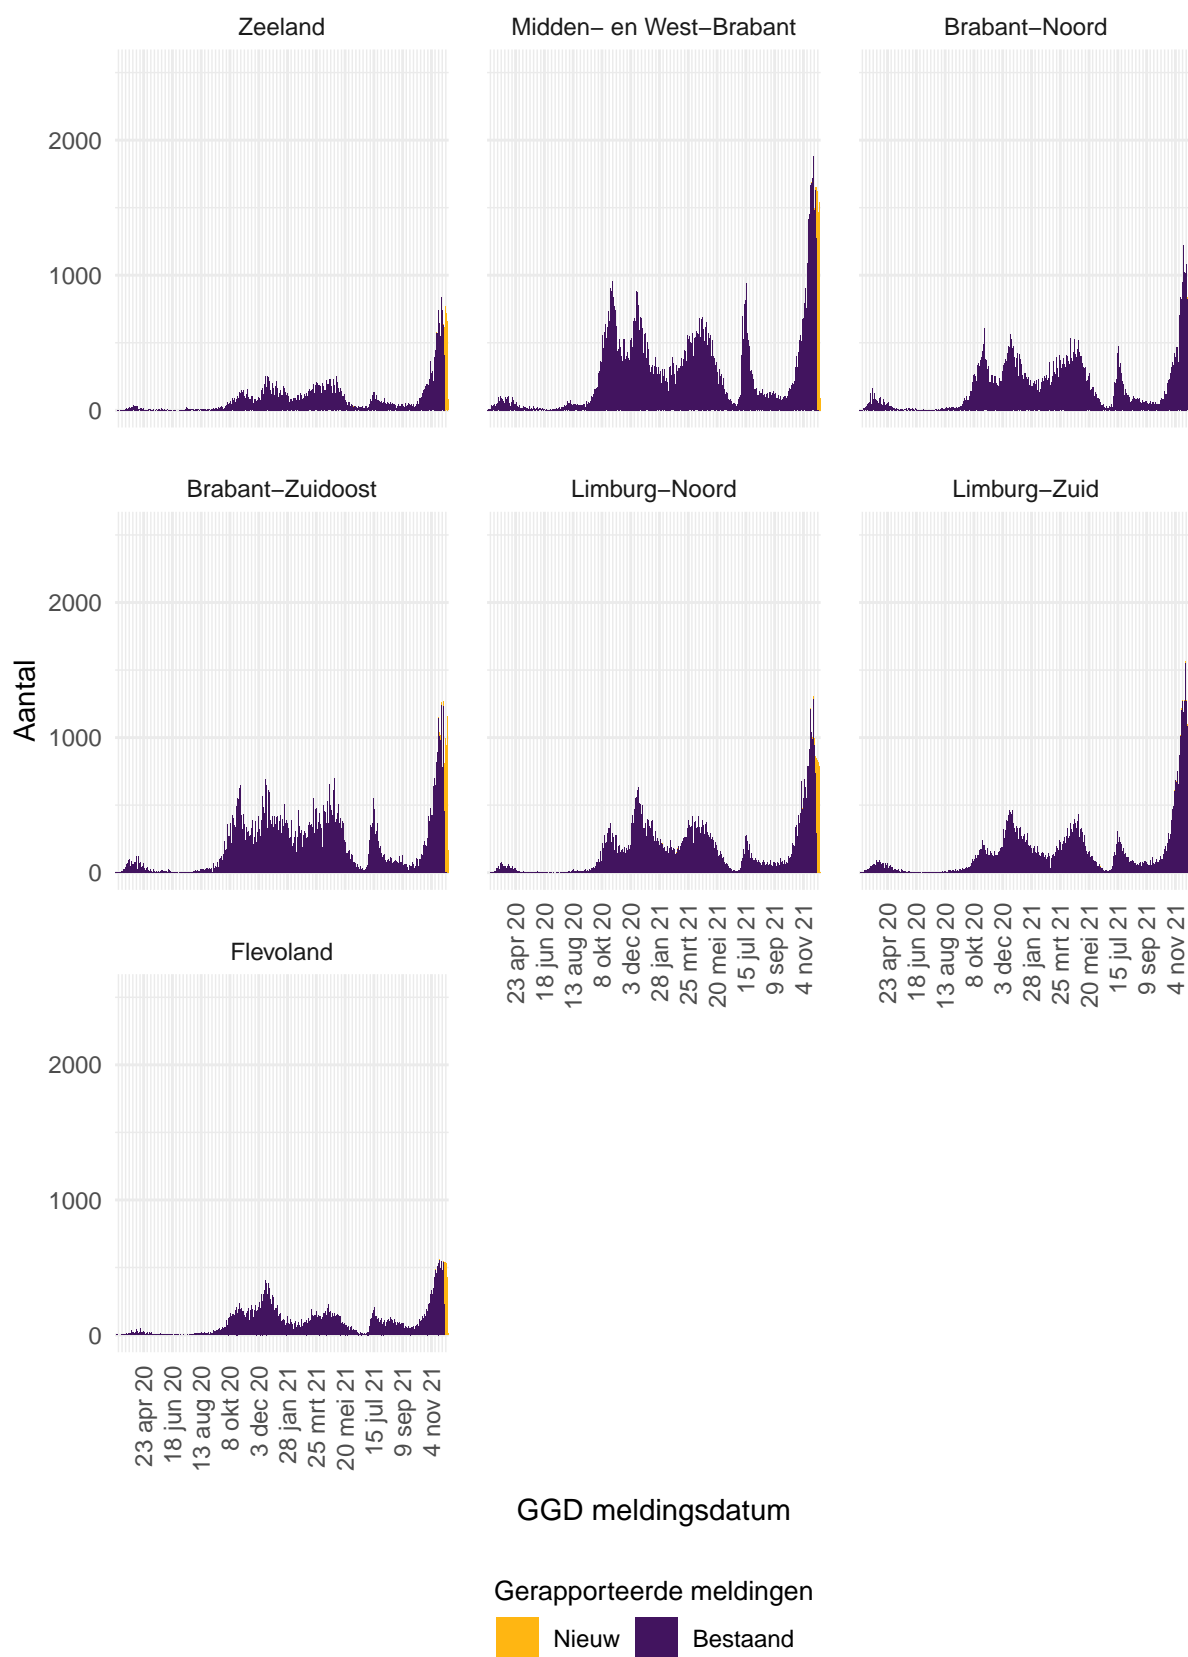 Zeeland
Midden– en West–Brabant
Brabant–Noord
2000
1000
0
Brabant–Zuidoost
Limburg–Noord
Limburg–Zuid
2000
1000
0
Aantal
23 apr 20
18 jun 20
13 aug 20
8 okt 20
3 dec 20
28 jan 21
25 mrt 21
20 mei 21
15 jul 21
9 sep 21
4 nov 21
23 apr 20
18 jun 20
13 aug 20
8 okt 20
3 dec 20
28 jan 21
25 mrt 21
20 mei 21
15 jul 21
9 sep 21
4 nov 21
Flevoland
2000
1000
0
23 apr 20
18 jun 20
13 aug 20
8 okt 20
3 dec 20
28 jan 21
25 mrt 21
20 mei 21
15 jul 21
9 sep 21
4 nov 21
GGD meldingsdatum
Gerapporteerde meldingen
Nieuw
Bestaand